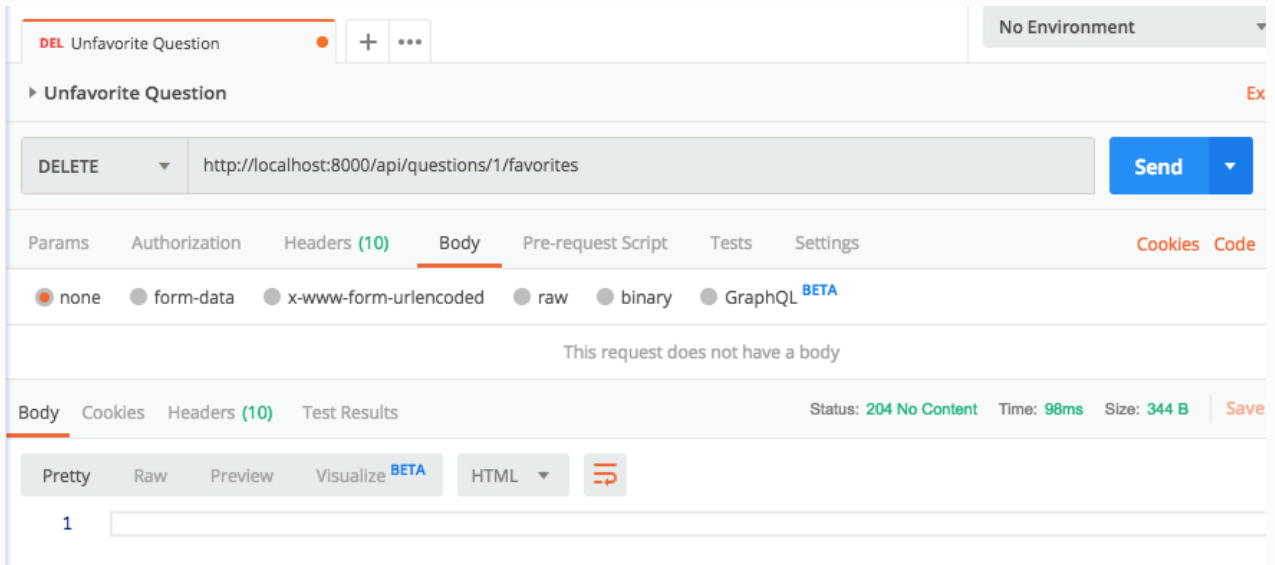 DEL Unfavorite Question + •••
No Environment
Unfavorite Question
Ex
DELETE http://localhost:8000/api/questions/1/favorites Send
Params Authorization Headers (10) Body Pre-request Script Tests Settings Cookies Code
none form-data x-www-form-urlencoded raw binary GraphQL BETA
This request does not have a body
Body Cookies Headers (10) Test Results Status: 204 No Content Time: 98ms Size: 344 B Save
Pretty Raw Preview Visualize BETA HTML
1